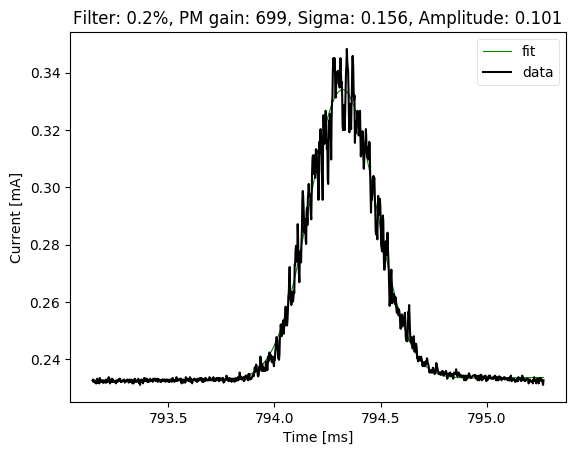 Filter: 0.2%, PM gain: 699, Sigma: 0.156, Amplitude: 0.101
fit
data
0.34
0.32
0.30
0.28
0.26
0.24
Current [mA]
793.5
794.0
794.5
795.0
Time [ms]